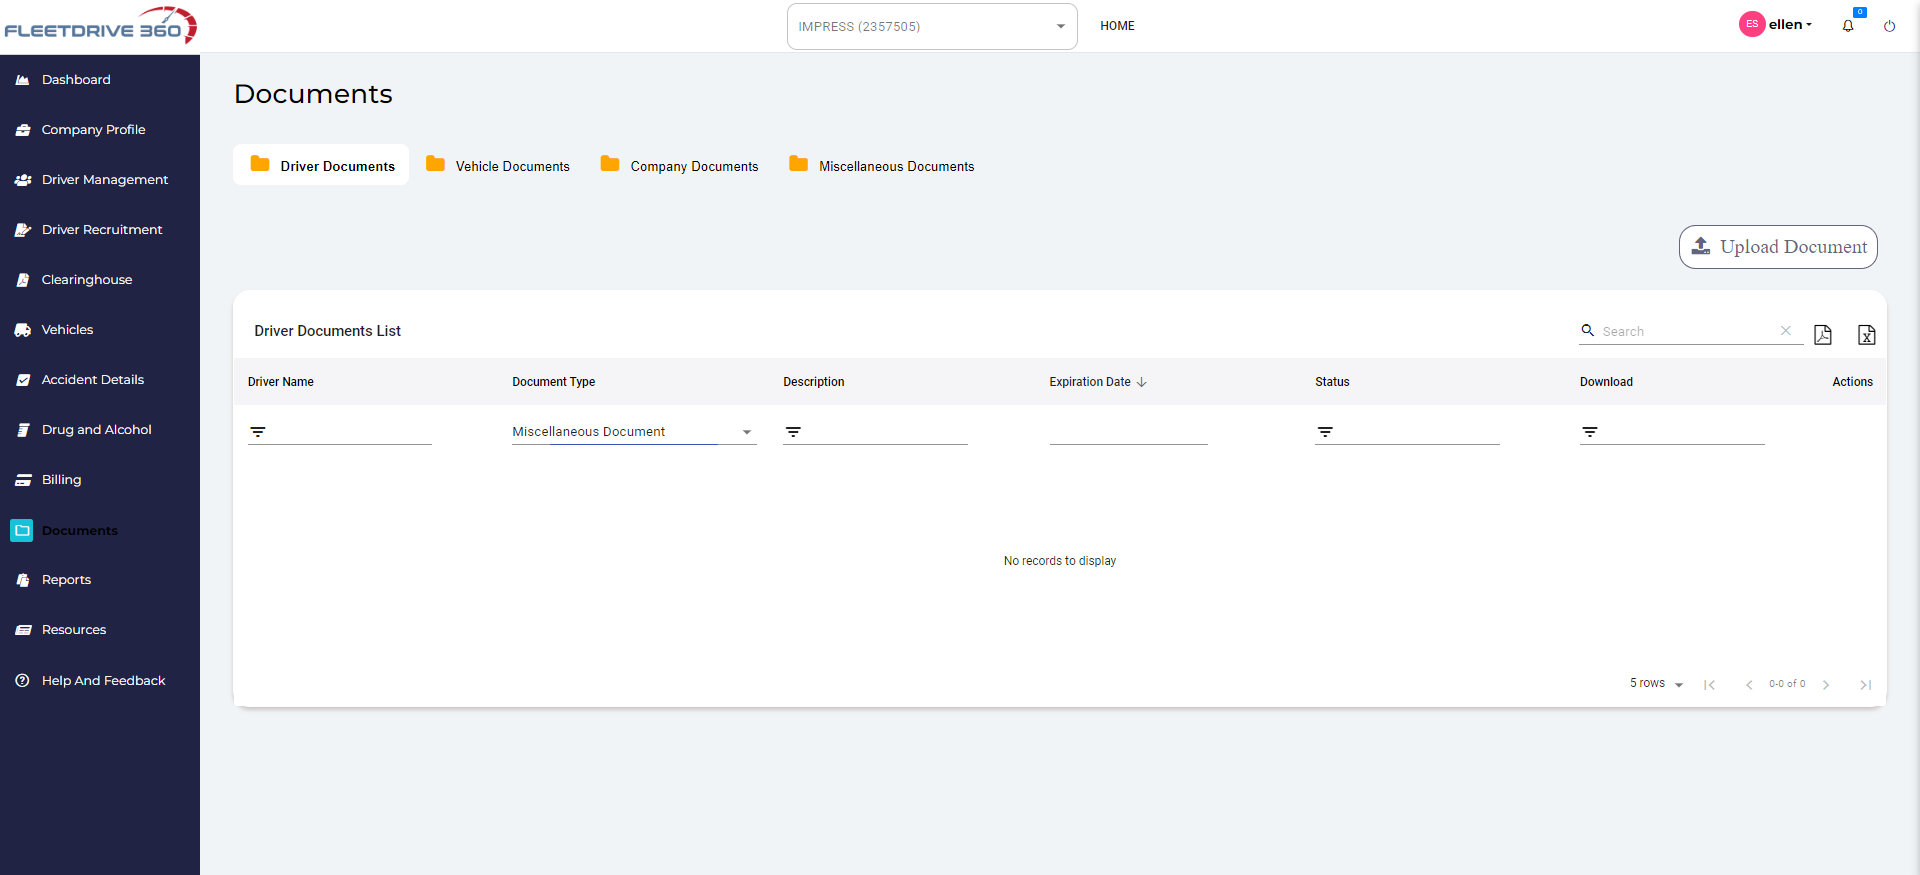 FLEETDRIVE 360
IMPRESS (2357505)
HOME
ES
ellen
0
Dashboard
Company Profile
Driver Management
Driver Recruitment
Clearinghouse
Vehicles
Accident Details
Drug and Alcohol
Billing
Documents
Reports
Resources
Help And Feedback
Documents
Driver Documents
Vehicle Documents
Company Documents
Miscellaneous Documents
Upload Document
Driver Documents List
Search
Driver Name
Document Type
Description
Expiration Date
Status
Download
Actions
Miscellaneous Document
No records to display
5 rows
0-0 of 0